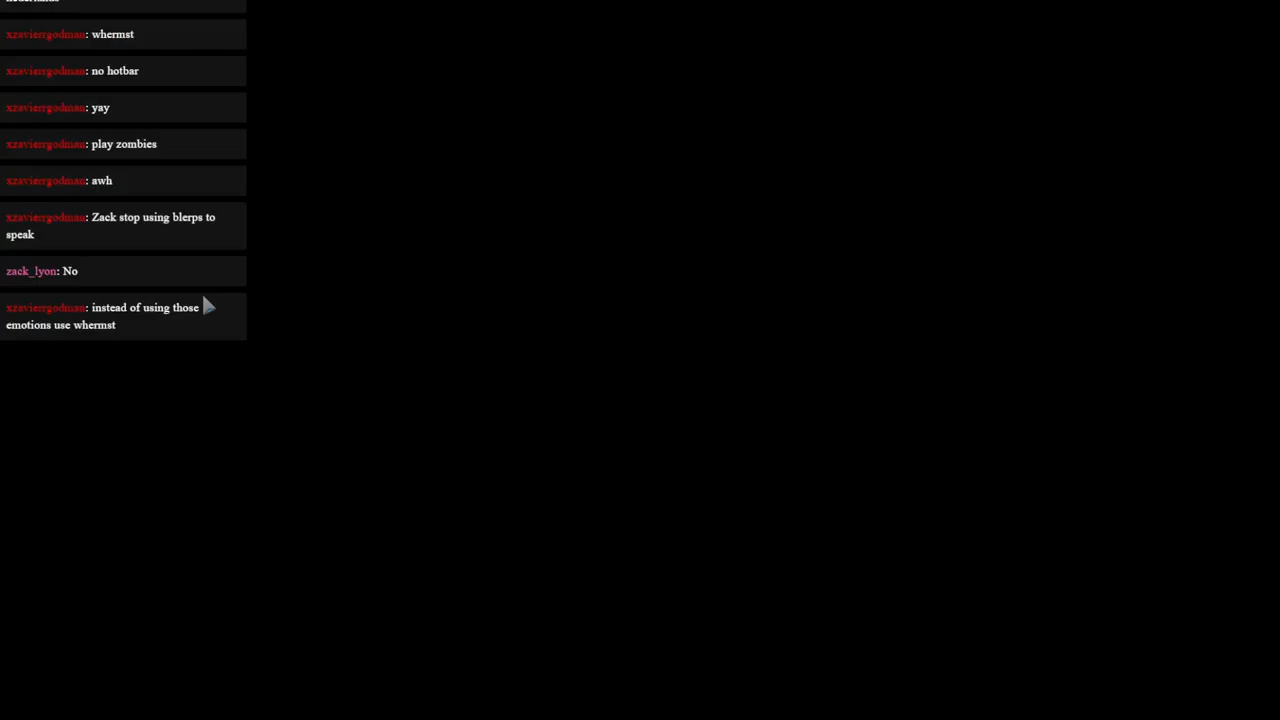 xzavierrgodman: whermst
xzavierrgodman: no hotbar
xzavierrgodman: yay
xzavierrgodman: play zombies
xzavierrgodman: awh
xzavierrgodman: Zack stop using blerps to
speak
zack_lyon: No
xzavierrgodman: instead of using those
emotions use whermst